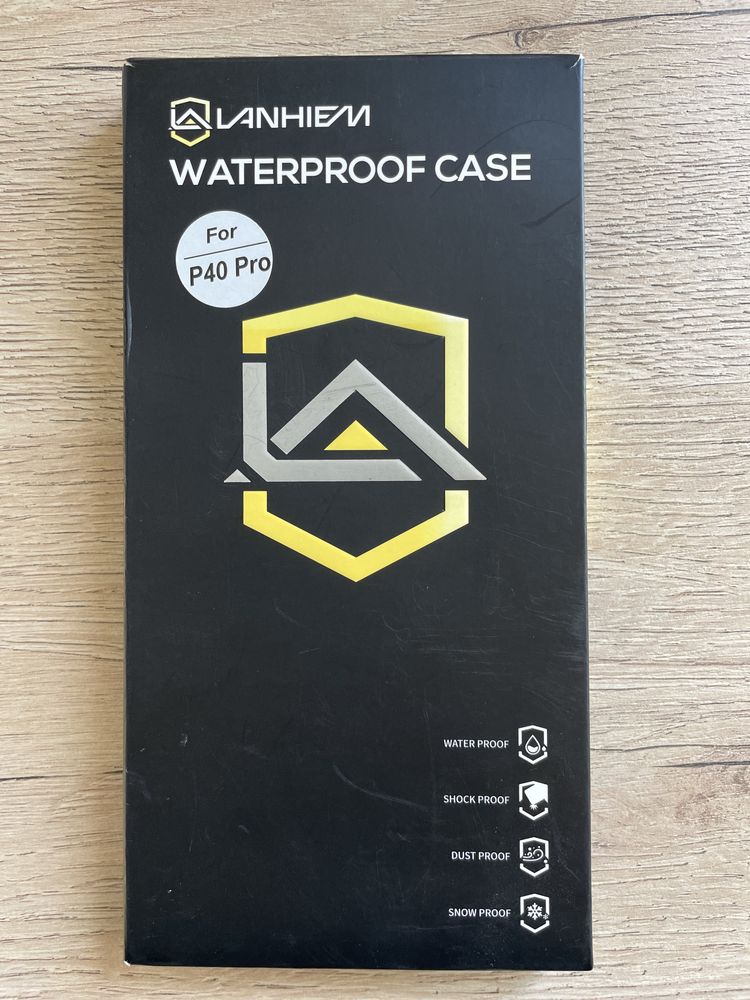 LANHIEM
WATERPROOF CASE
For
P40 Pro
WATER PROOF
SHOCK PROOF
DUST PROOF
SNOW PROOF